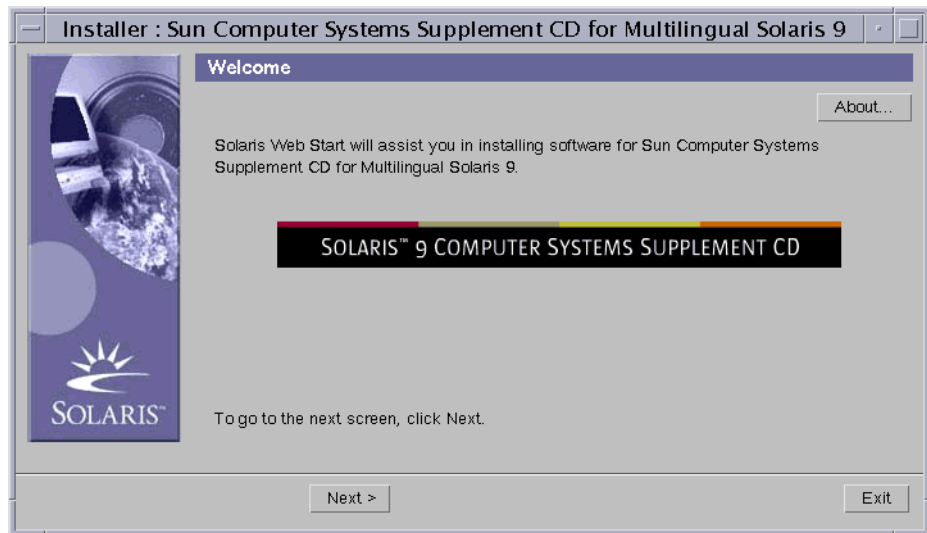 Installer : Sun Computer Systems Supplement CD for Multilingual Solaris 9
Welcome
About...
Solaris Web Start will assist you in installing software for Sun Computer Systems
Supplement CD for Multilingual Solaris 9.
SOLARIS™ 9 COMPUTER SYSTEMS SUPPLEMENT CD
SOLARIS™
To go to the next screen, click Next.
Next >
Exit